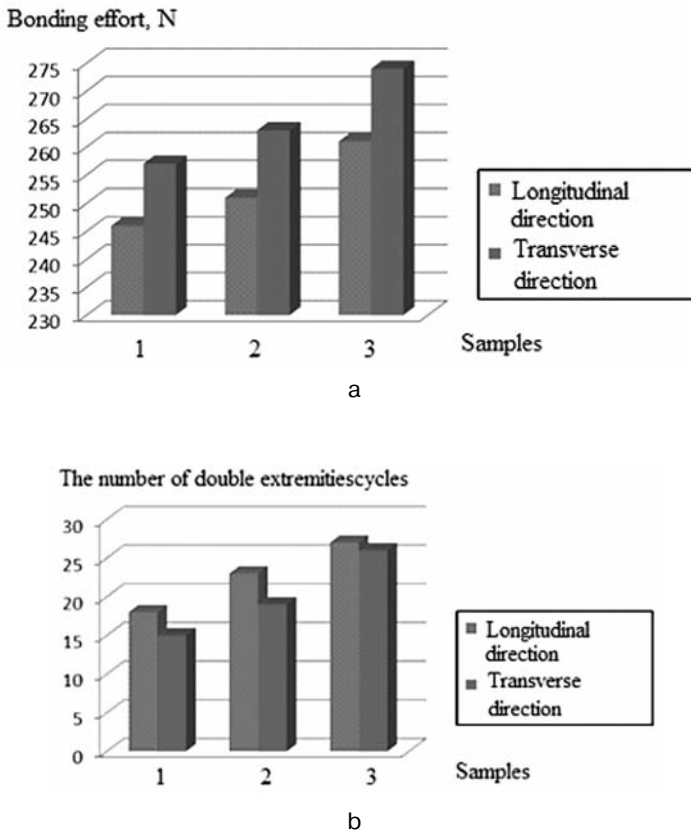 Bonding effort, N
275
270
265
260
255
250
245
240
235
230
1 2 3
Samples
Longitudinal
direction
Transverse
direction
a
The number of double extremitiescycles
30
25
20
15
10
5
0
1 2 3
Samples
Longitudinal
direction
Transverse
direction
b